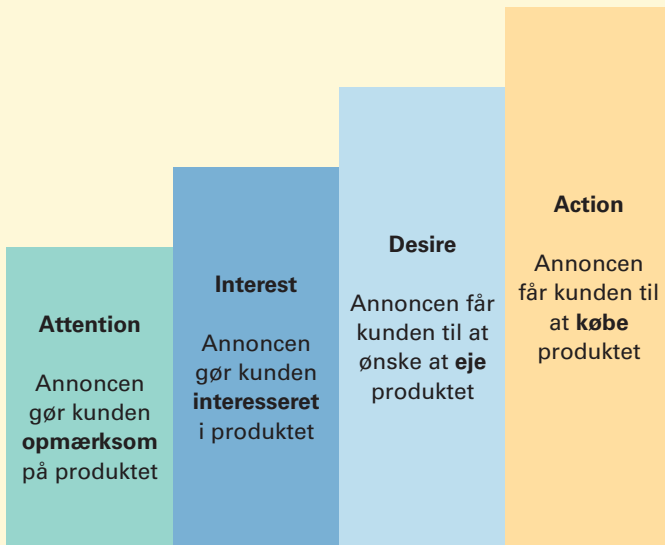 Attention
Annoncen
gør kunden
opmærksom
på produktet
Interest
Annoncen
gør kunden
interesseret
i produktet
Desire
Annoncen får
kunden til at
ønske at eje
produktet
Action
Annoncen
får kunden til
at købe
produktet